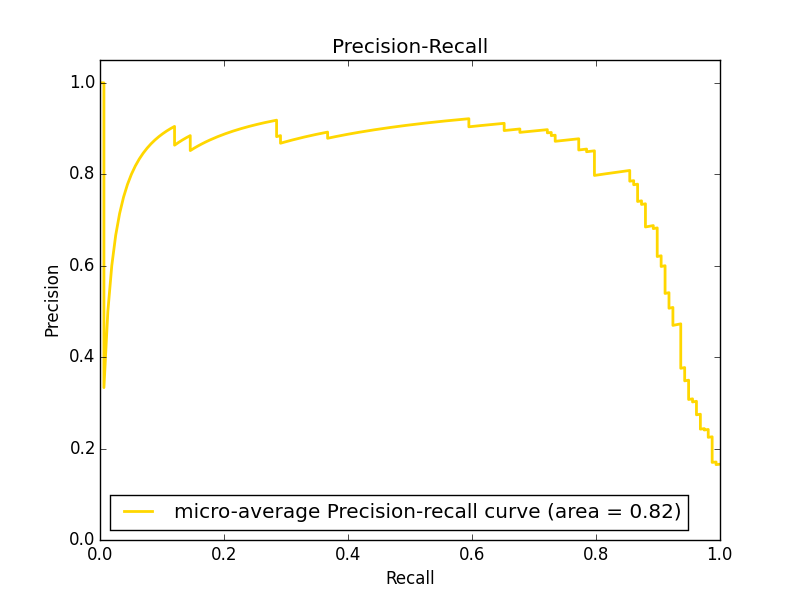 Precision-Recall
1.0
0.8
0.6
0.4
0.2
0.0
Precision
micro-average Precision-recall curve (area = 0.82)
0.0 0.2 0.4 0.6 0.8 1.0
Recall